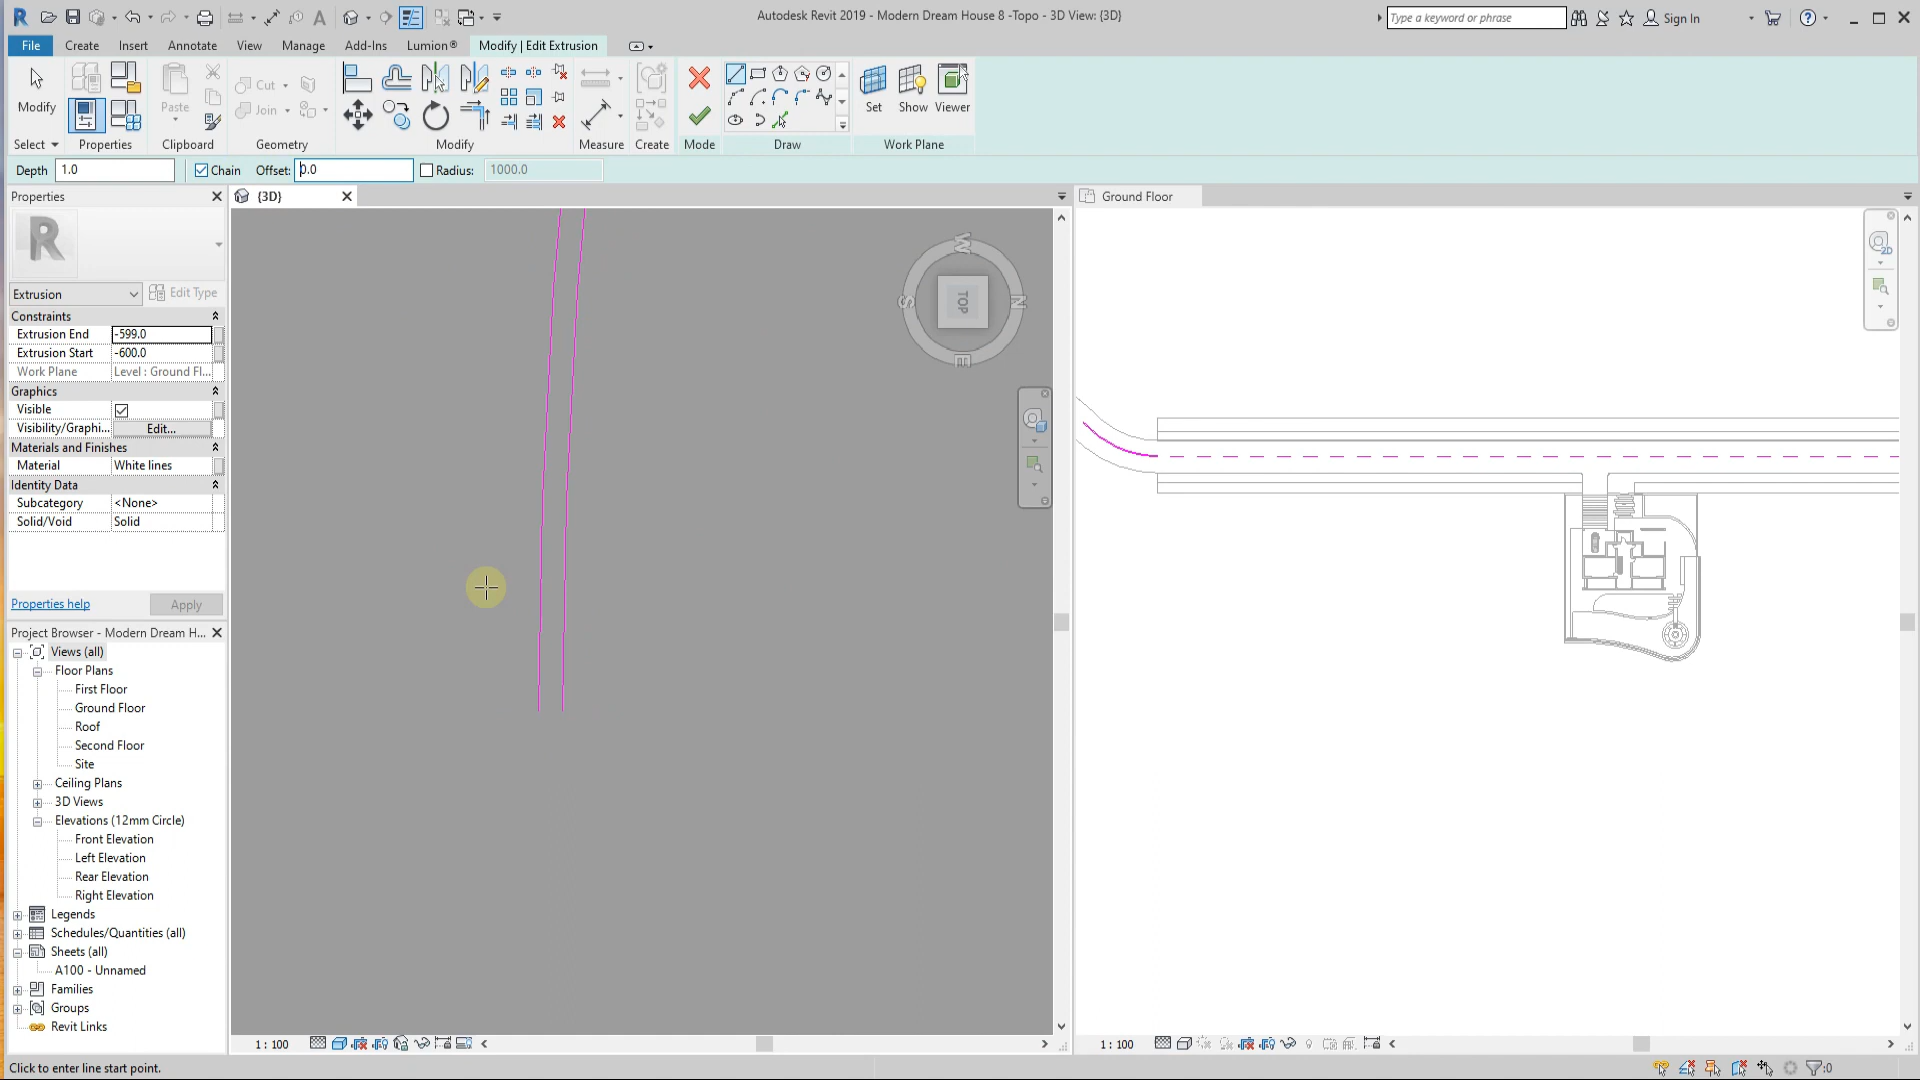 Autodesk Revit 2019 - Modern Dream House 8 -Topo - 3D View: {3D}
Type a keyword or phrase
Sign In
File Create Insert Annotate View Manage Add-Ins Lumion® Modify | Edit Extrusion
Modify
Paste
Cut
Join
Set Show Viewer
Select Properties Clipboard Geometry Modify Measure Create Mode Draw Work Plane
Depth 1.0 Chain Offset: 0.0 Radius: 1000.0
Properties
{3D}
Ground Floor
R
Extrusion Edit Type
Constraints
Extrusion End -599.0
Extrusion Start -600.0
Work Plane Level : Ground Fl...
Graphics
Visible
Visibility/Graphi... Edit...
Materials and Finishes
Material White lines
Identity Data
Subcategory <None>
Solid/Void Solid
Properties help Apply
W
S
TOP
N
E
2D
Project Browser - Modern Dream H...
Views (all)
Floor Plans
First Floor
Ground Floor
Roof
Second Floor
Site
Ceiling Plans
3D Views
Elevations (12mm Circle)
Front Elevation
Left Elevation
Rear Elevation
Right Elevation
Legends
Schedules/Quantities (all)
Sheets (all)
A100 - Unnamed
Families
Groups
Revit Links
1 : 100
1 : 100
Click to enter line start point.
:0